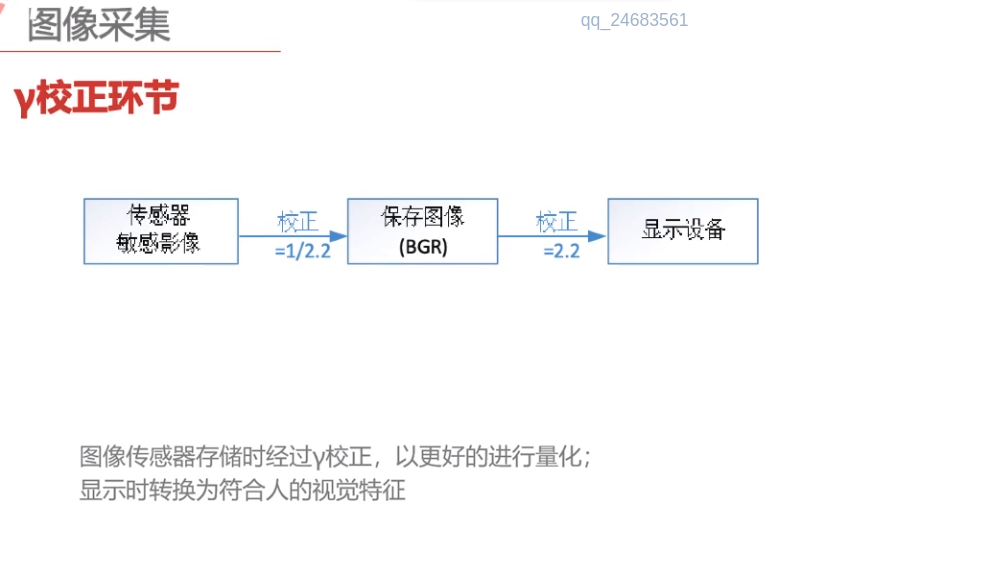 图像采集
qq_24683561
γ校正环节
传感器
敏感影像
校正
=1/2.2
保存图像
(BGR)
校正
=2.2
显示设备
图像传感器存储时经过γ校正，以更好的进行量化；
显示时转换为符合人的视觉特征